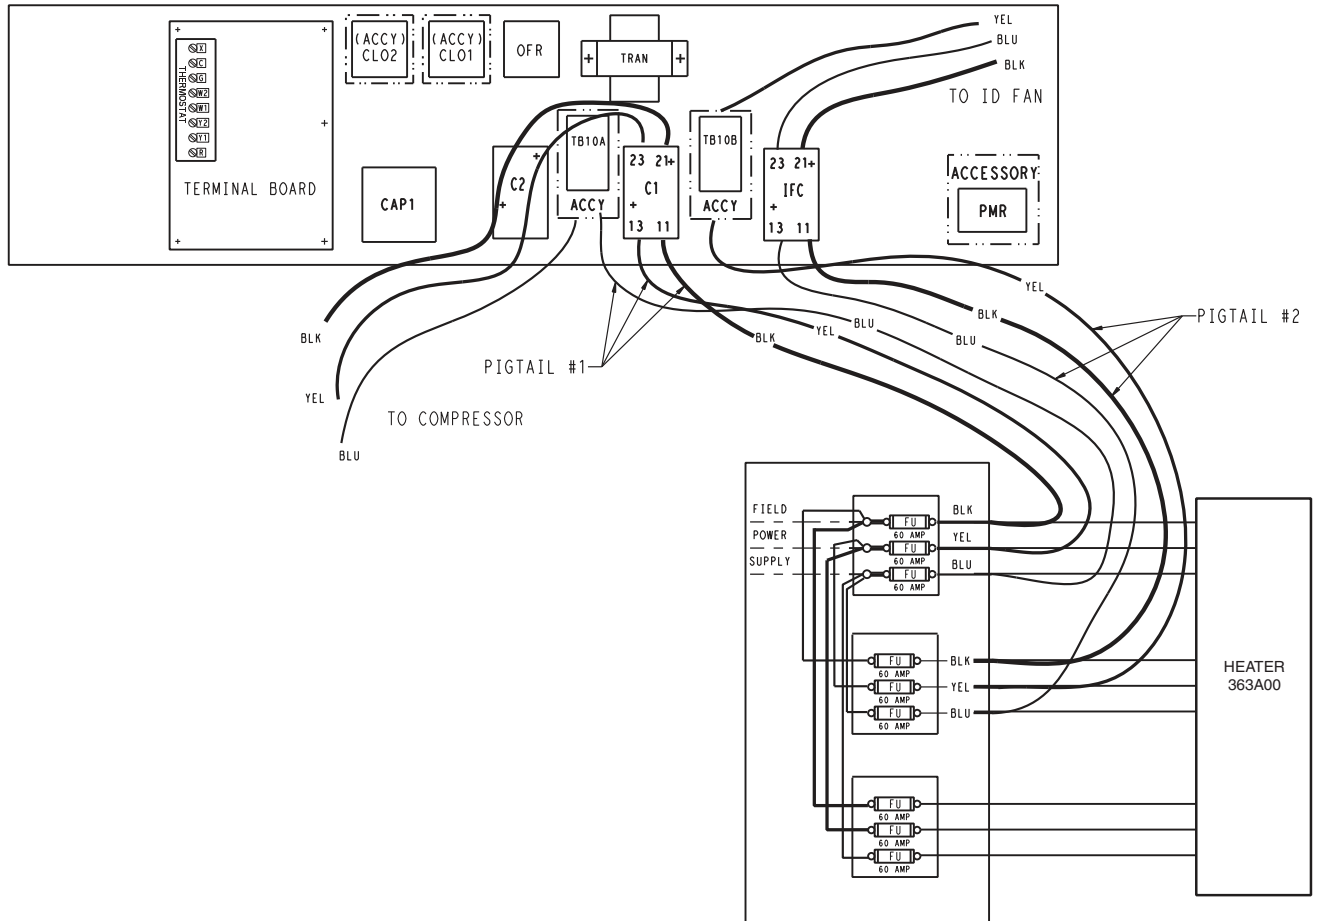 X
C
G
W2
W1
Y2
Y1
R
THERMOSTAT
TERMINAL BOARD
(ACCY)
CLO2
(ACCY)
CLO1
OFR
TRAN
YEL
BLU
BLK
TO ID FAN
CAP1
C2
TB10A
ACCY
23 21
C1
13 11
TB10B
ACCY
23 21
IFC
13 11
ACCESSORY
PMR
BLK
YEL
BLU
TO COMPRESSOR
PIGTAIL #1
BLK
YEL
BLU
YEL
BLK
BLU
PIGTAIL #2
FIELD
POWER
SUPPLY
FU
60 AMP
FU
60 AMP
FU
60 AMP
BLK
YEL
BLU
FU
60 AMP
FU
60 AMP
FU
60 AMP
BLK
YEL
BLU
FU
60 AMP
FU
60 AMP
FU
60 AMP
HEATER
363A00